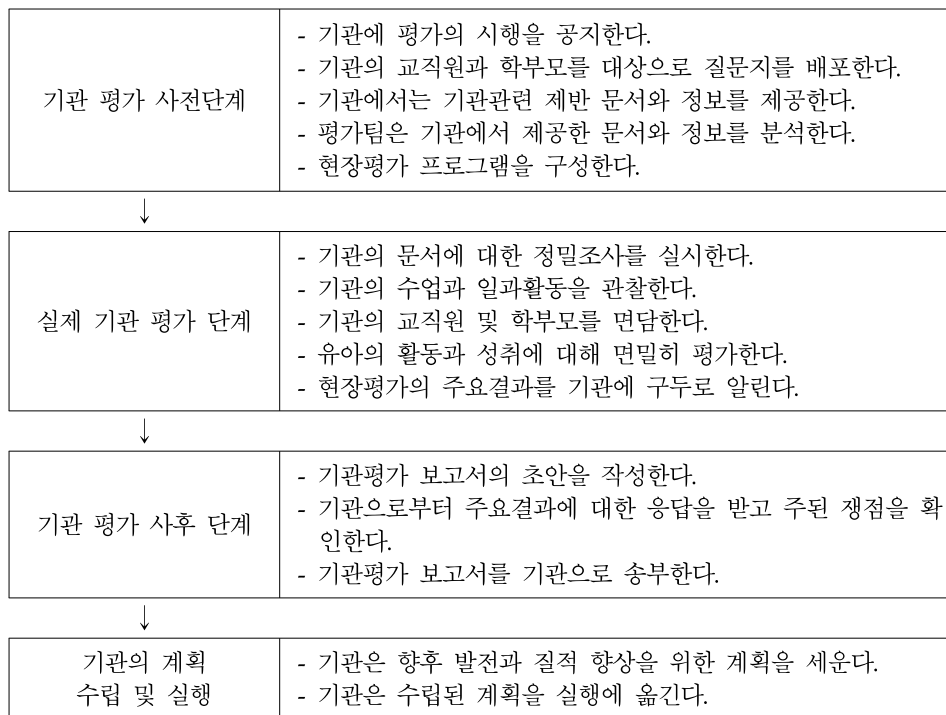 기관 평가 사전단계
- 기관에 평가의 시행을 공지한다.
- 기관의 교직원과 학부모를 대상으로 질문지를 배포한다.
- 기관에서는 기관관련 제반 문서와 정보를 제공한다.
- 평가팀은 기관에서 제공한 문서와 정보를 분석한다.
- 현장평가 프로그램을 구성한다.
↓
실제 기관 평가 단계
- 기관의 문서에 대한 정밀조사를 실시한다.
- 기관의 수업과 일과활동을 관찰한다.
- 기관의 교직원 및 학부모를 면담한다.
- 유아의 활동과 성취에 대해 면밀히 평가한다.
- 현장평가의 주요결과를 기관에 구두로 알린다.
↓
기관 평가 사후 단계
- 기관평가 보고서의 초안을 작성한다.
- 기관으로부터 주요결과에 대한 응답을 받고 주된 쟁점을 확
인한다.
- 기관평가 보고서를 기관으로 송부한다.
↓
기관의 계획
수립 및 실행
- 기관은 향후 발전과 질적 향상을 위한 계획을 세운다.
- 기관은 수립된 계획을 실행에 옮긴다.